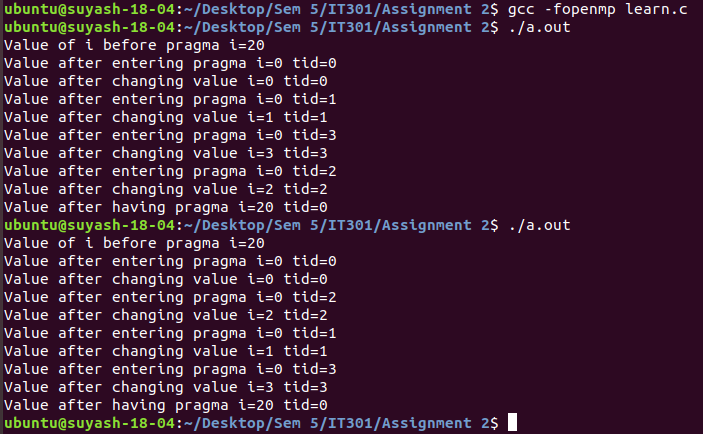 ubuntu@suyash-18-04:~/Desktop/Sem 5/IT301/Assignment 2$ gcc -fopenmp learn.c
ubuntu@suyash-18-04:~/Desktop/Sem 5/IT301/Assignment 2$ ./a.out
Value of i before pragma i=20
Value after entering pragma i=0 tid=0
Value after changing value i=0 tid=0
Value after entering pragma i=0 tid=1
Value after changing value i=1 tid=1
Value after entering pragma i=0 tid=3
Value after changing value i=3 tid=3
Value after entering pragma i=0 tid=2
Value after changing value i=2 tid=2
Value after having pragma i=20 tid=0
ubuntu@suyash-18-04:~/Desktop/Sem 5/IT301/Assignment 2$ ./a.out
Value of i before pragma i=20
Value after entering pragma i=0 tid=0
Value after changing value i=0 tid=0
Value after entering pragma i=0 tid=2
Value after changing value i=2 tid=2
Value after entering pragma i=0 tid=1
Value after changing value i=1 tid=1
Value after entering pragma i=0 tid=3
Value after changing value i=3 tid=3
Value after having pragma i=20 tid=0
ubuntu@suyash-18-04:~/Desktop/Sem 5/IT301/Assignment 2$